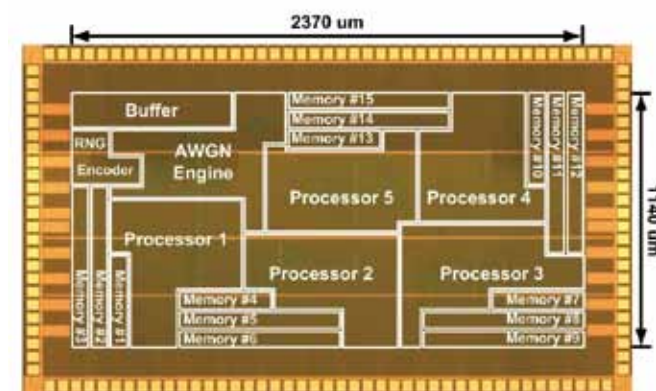 2370 um
Buffer
Memory #15
Memory #14
Memory #13
RNG
Encoder
AWGN
Engine
Memory #10
Memory #11
Memory #12
Processor 5
Processor 4
1140 um
Processor 1
Processor 2
Processor 3
Memory #3
Memory #2
Memory #1
Memory #4
Memory #5
Memory #6
Memory #7
Memory #8
Memory #9